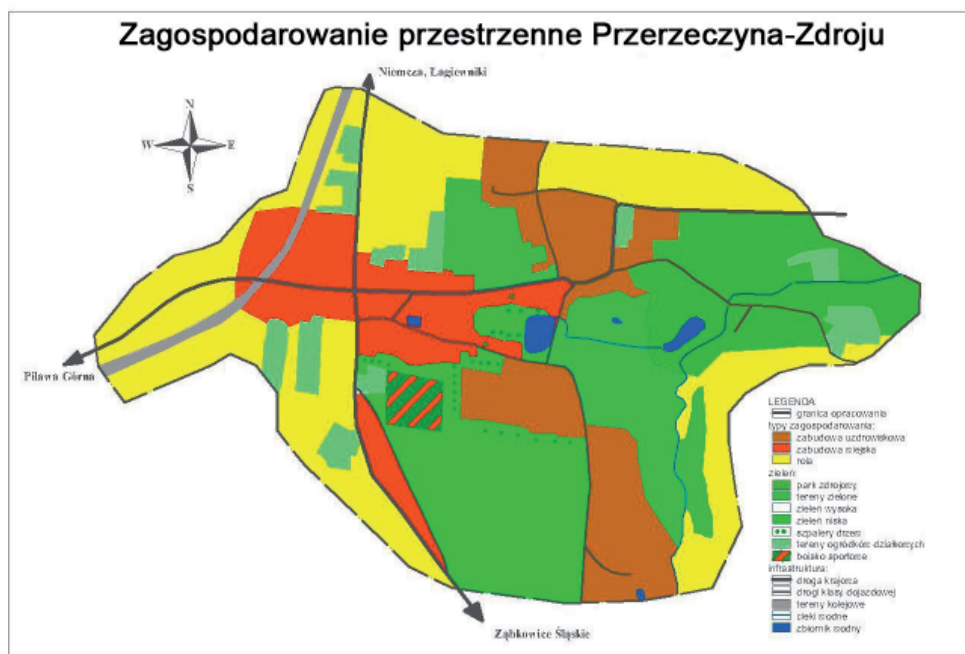 Zagospodarowanie przestrzenne Przerzeczyna-Zdroju
Niemcza, Łagiewniki
N
W E
S
Piława Górna
Ząbkowice Śląskie
LEGENDA:
granica opracowania
typy zagospodarowania:
zabudowa uzdrowiskowa
zabudowa miejska
rola
zieleń:
park zdrojowy
tereny zielone
zieleń wysoka
zieleń niska
szpalery drzew
tereny ogródków działkowych
boisko sportowe
infrastruktura:
droga krajowa
drogi klasy dojazdowej
tereny kolejowe
cieki wodne
zbiornik wodny